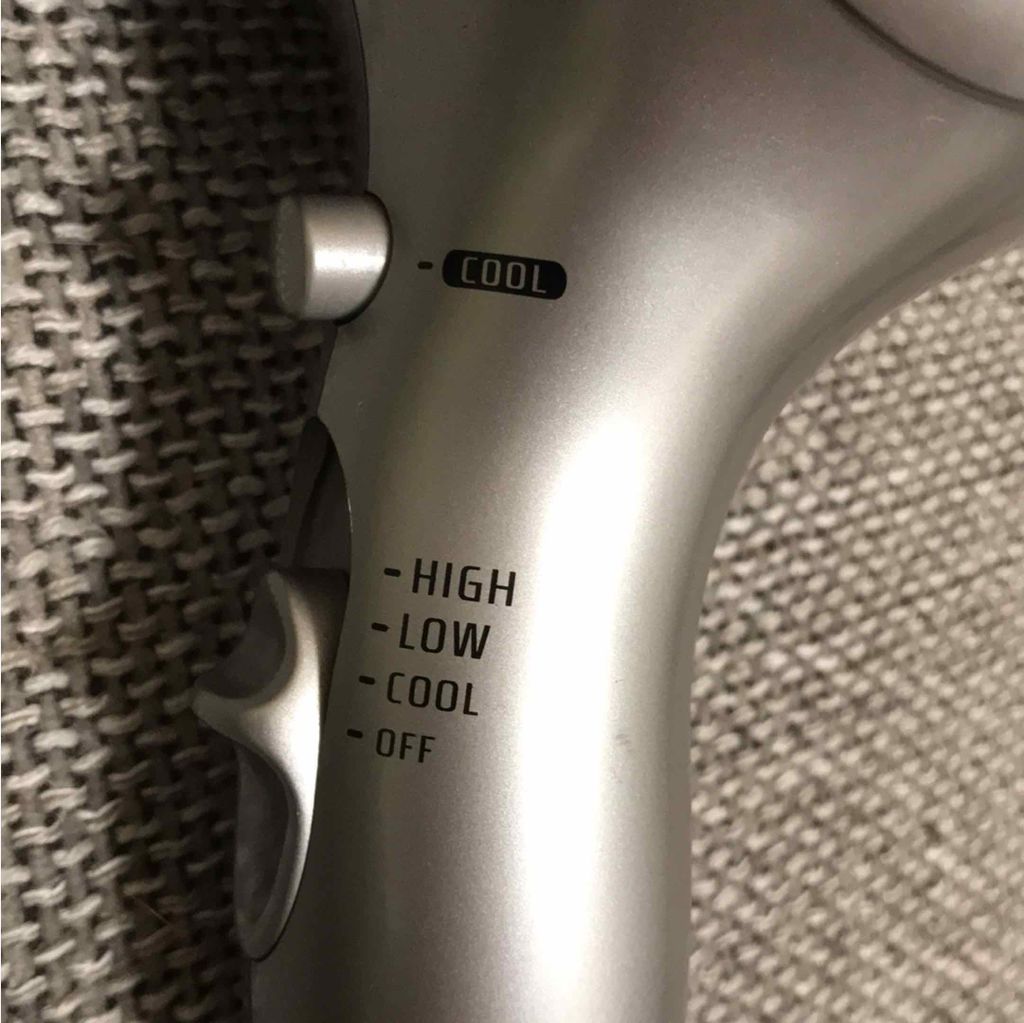 - COOL
- HIGH
- LOW
- COOL
- OFF